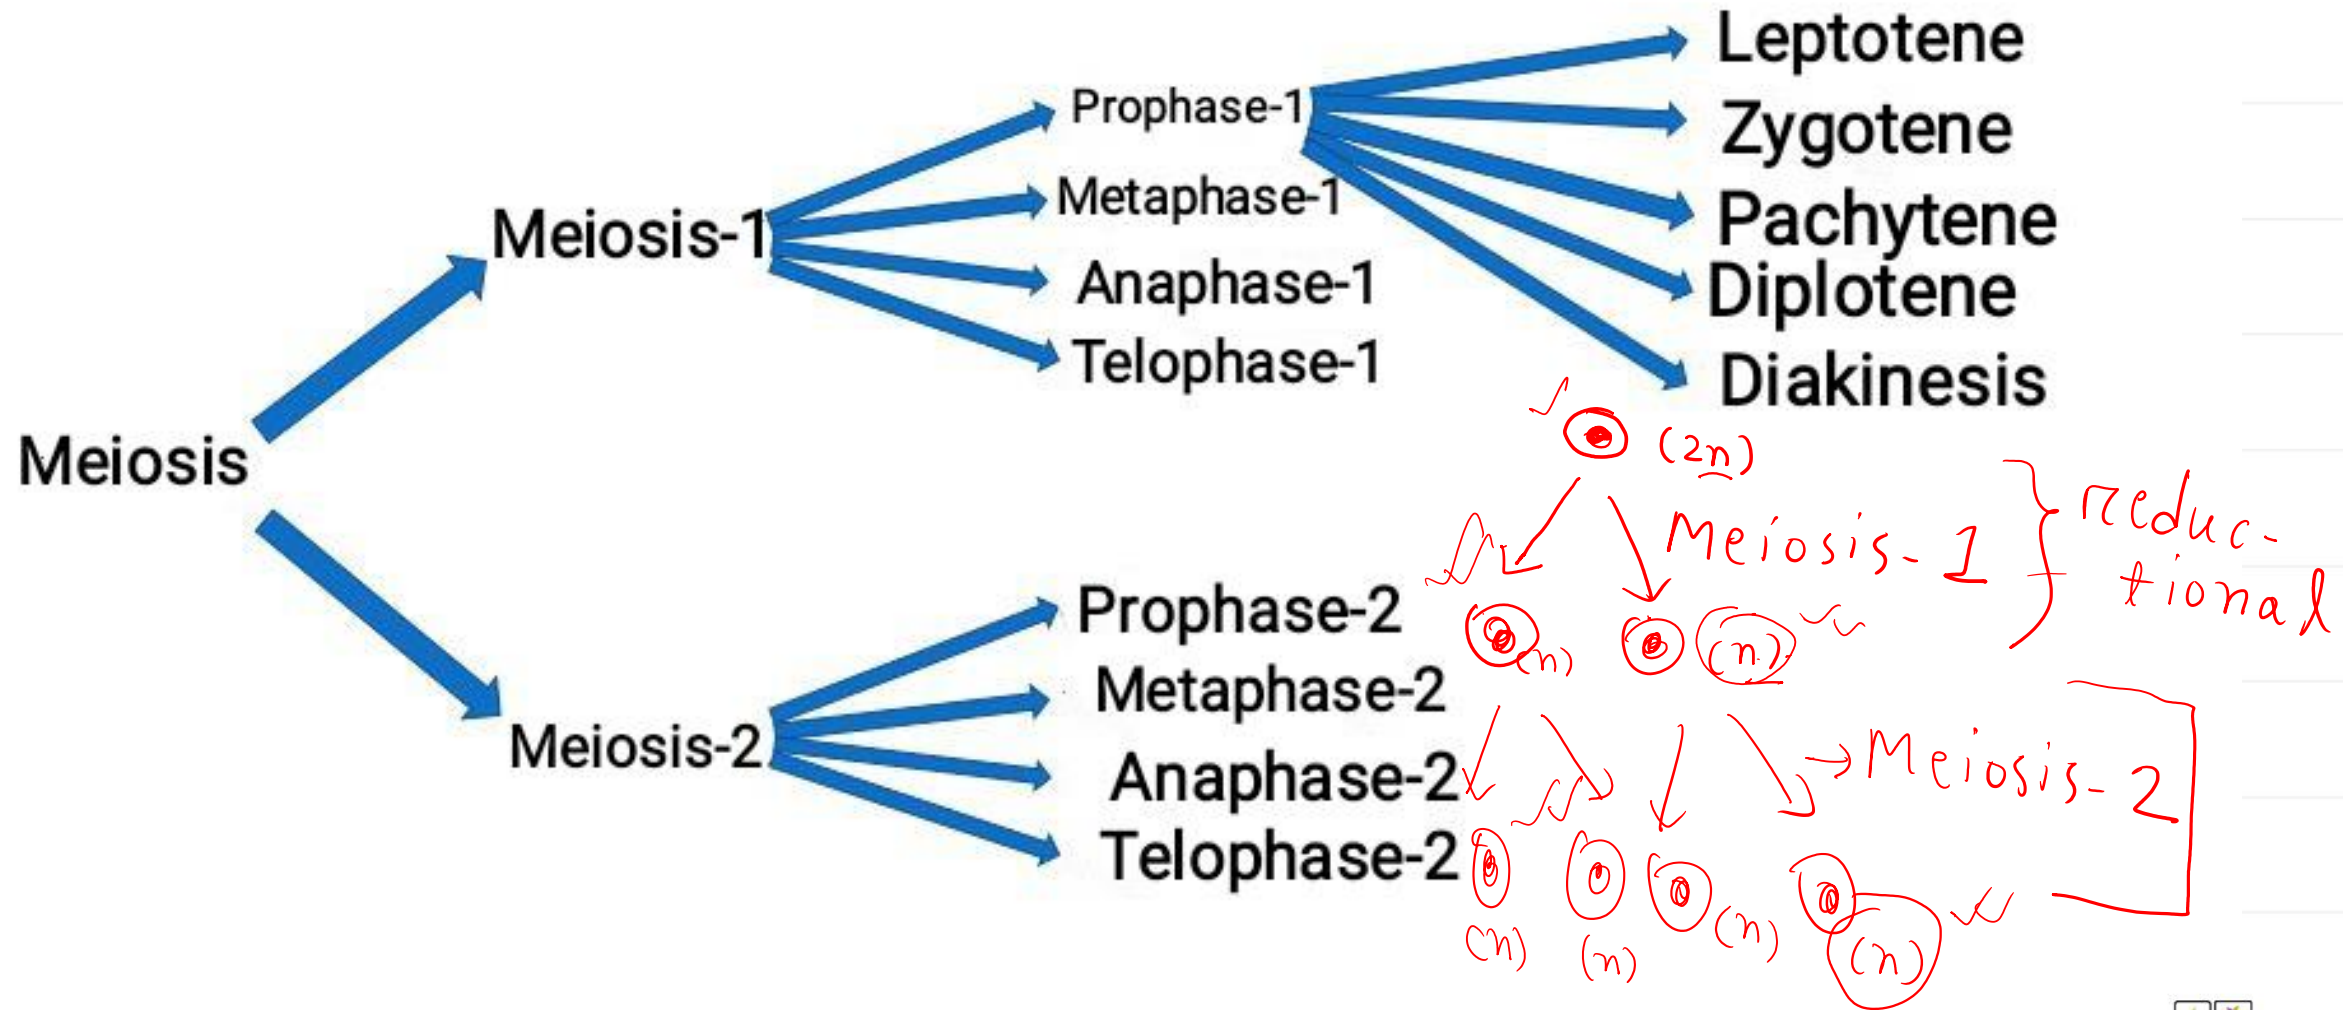 Leptotene
Prophase-1
Zygotene
Metaphase-1
Pachytene
Meiosis-1
Anaphase-1
Diplotene
Telophase-1
Diakinesis
Meiosis
(2n)
Meiosis-1
reduc-
tional
Prophase-2
(n)
(n)
Metaphase-2
Meiosis-2
Anaphase-2
Meiosis-2
Telophase-2
(n)
(n)
(n)
(n)